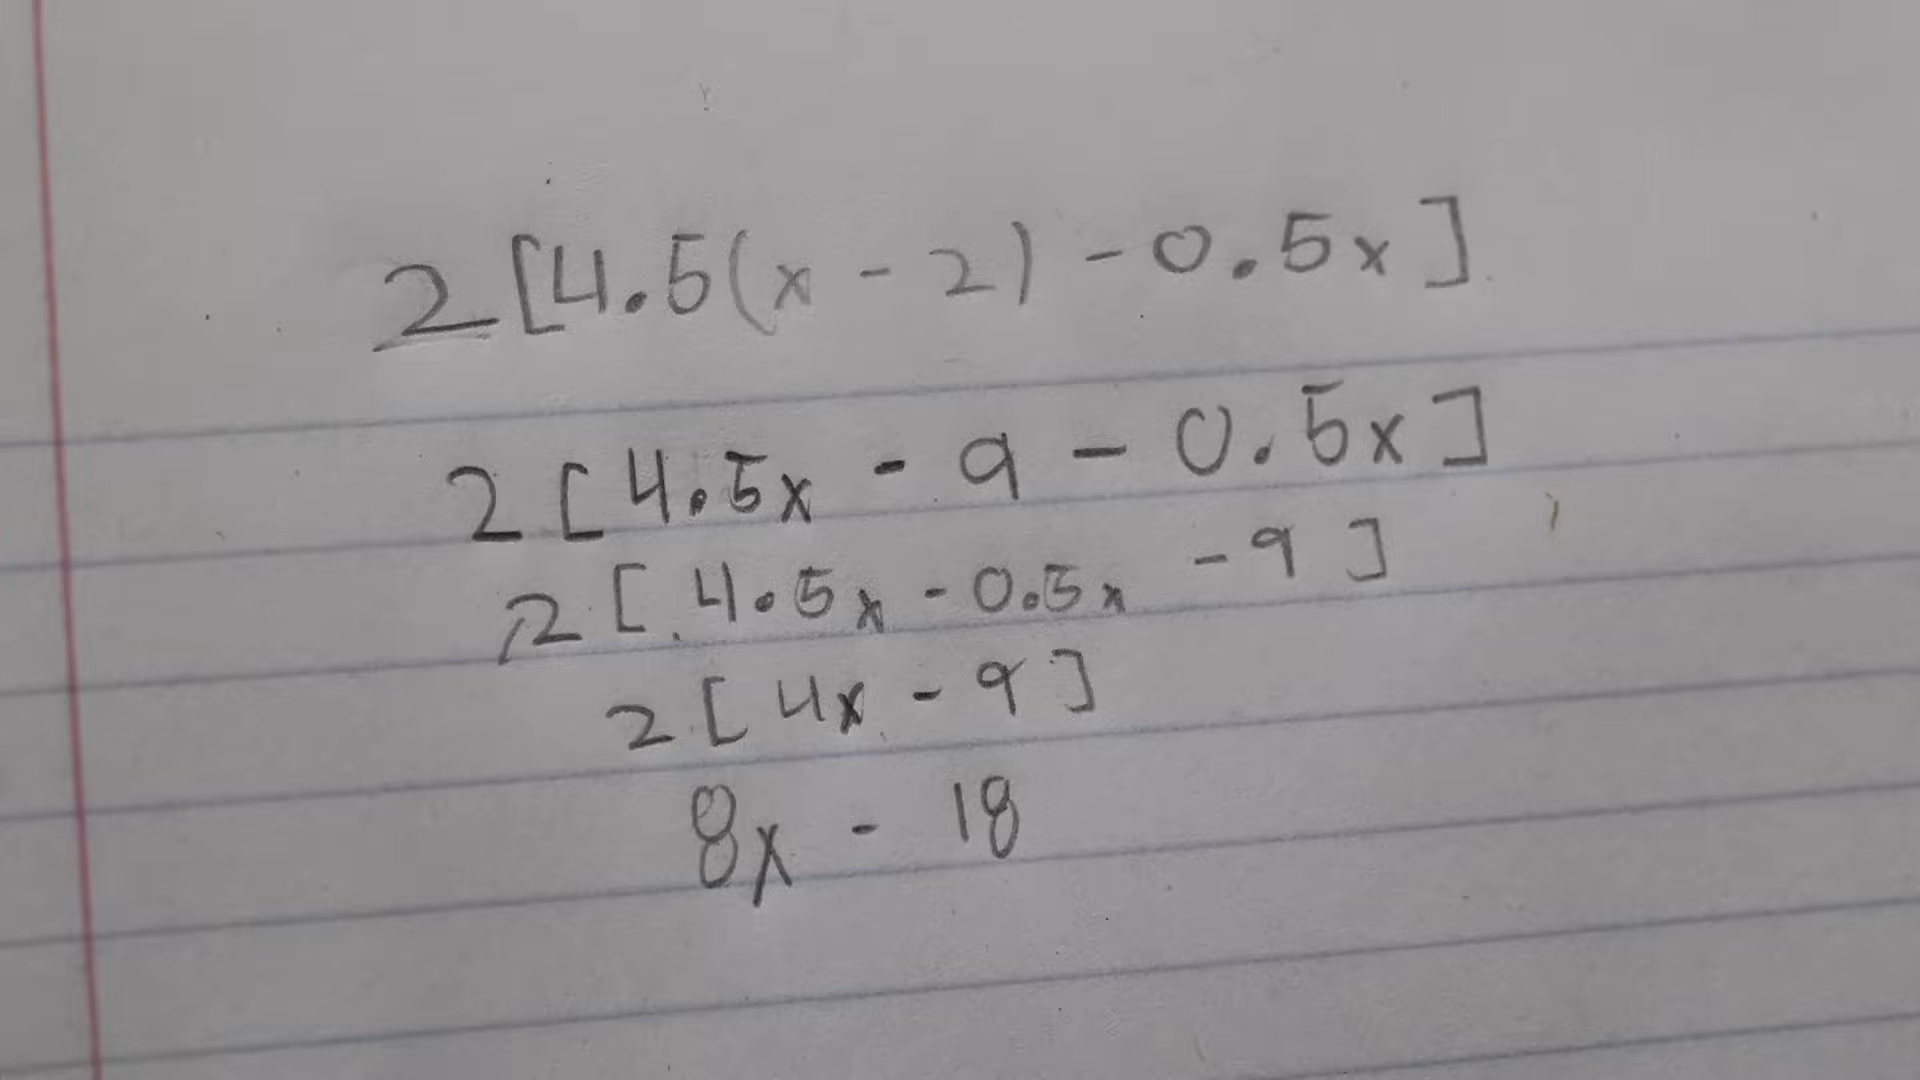 2[4.5(x - 2) - 0.5x]
2[4.5x - 9 - 0.5x]
2[4.5x - 0.5x - 9]
2[4x - 9]
8x - 18